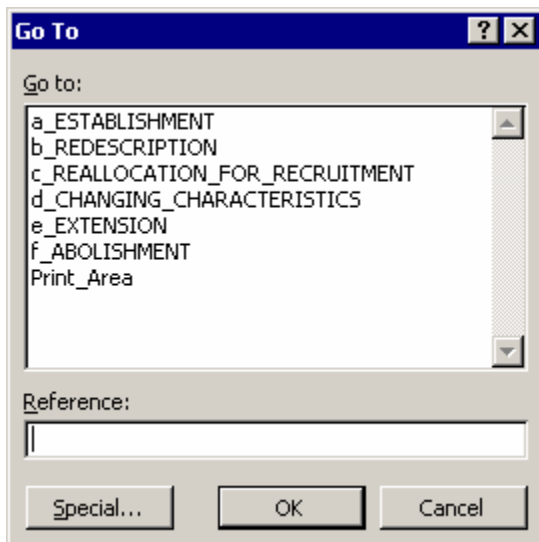 Go To
Go to:
a_ESTABLISHMENT
b_REDESCRIPTION
c_REALLOCATION_FOR_RECRUITMENT
d_CHANGING_CHARACTERISTICS
e_EXTENSION
f_ABOLISHMENT
Print_Area
Reference:
Special... OK Cancel